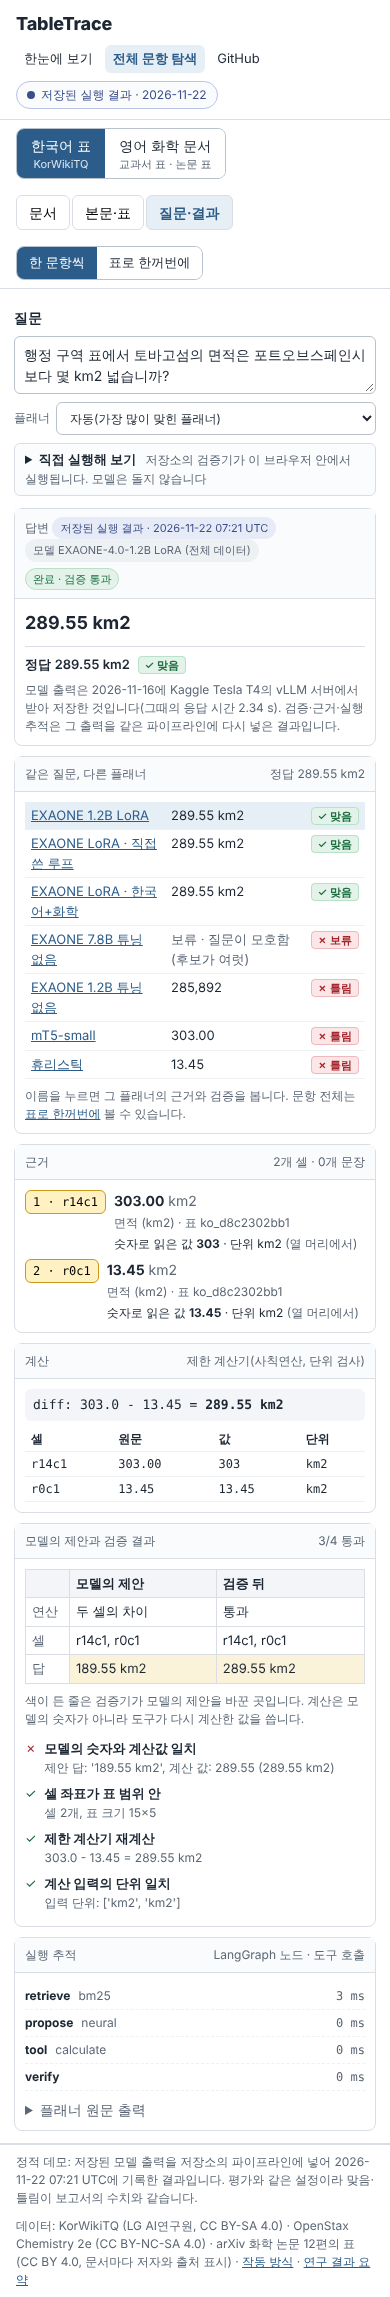 TableTrace
한눈에 보기 전체 문항 탐색 GitHub
저장된 실행 결과 · 2026-11-22
한국어 표 영어 화학 문서
KorWikiTQ 교과서 표 · 논문 표
문서 본문·표 질문·결과
한 문항씩 표로 한꺼번에
질문
행정 구역 표에서 토바고섬의 면적은 포트오브스페인시
보다 몇 km2 넓습니까?
플래너 자동(가장 많이 맞힌 플래너)
▶ 직접 실행해 보기 저장소의 검증기가 이 브라우저 안에서
실행됩니다. 모델은 돌지 않습니다
답변 저장된 실행 결과 · 2026-11-22 07:21 UTC
모델 EXAONE-4.0-1.2B LoRA (전체 데이터)
완료 · 검증 통과
289.55 km2
정답 289.55 km2 ✓ 맞음
모델 출력은 2026-11-16에 Kaggle Tesla T4의 vLLM 서버에서
받아 저장한 것입니다(그때의 응답 시간 2.34 s). 검증·근거·실행
추적은 그 출력을 같은 파이프라인에 다시 넣은 결과입니다.
같은 질문, 다른 플래너 정답 289.55 km2
EXAONE 1.2B LoRA 289.55 km2 ✓ 맞음
EXAONE LoRA · 직접 289.55 km2 ✓ 맞음
쓴 루프
EXAONE LoRA · 한국 289.55 km2 ✓ 맞음
어+화학
EXAONE 7.8B 튜닝 보류 · 질문이 모호함 × 보류
없음 (후보가 여럿)
EXAONE 1.2B 튜닝 285,892 × 틀림
없음
mT5-small 303.00 × 틀림
휴리스틱 13.45 × 틀림
이름을 누르면 그 플래너의 근거와 검증을 봅니다. 문항 전체는
표로 한꺼번에 볼 수 있습니다.
근거 2개 셀 · 0개 문장
1 · r14c1 303.00 km2
면적 (km2) · 표 ko_d8c2302bb1
숫자로 읽은 값 303 · 단위 km2 (열 머리에서)
2 · r0c1 13.45 km2
면적 (km2) · 표 ko_d8c2302bb1
숫자로 읽은 값 13.45 · 단위 km2 (열 머리에서)
계산 제한 계산기(사칙연산, 단위 검사)
diff: 303.0 - 13.45 = 289.55 km2
셀 원문 값 단위
r14c1 303.00 303 km2
r0c1 13.45 13.45 km2
모델의 제안과 검증 결과 3/4 통과
모델의 제안 검증 뒤
연산 두 셀의 차이 통과
셀 r14c1, r0c1 r14c1, r0c1
답 189.55 km2 289.55 km2
색이 든 줄은 검증기가 모델의 제안을 바꾼 곳입니다. 계산은 모
델의 숫자가 아니라 도구가 다시 계산한 값을 씁니다.
× 모델의 숫자와 계산값 일치
제안 답: '189.55 km2', 계산 값: 289.55 (289.55 km2)
✓ 셀 좌표가 표 범위 안
셀 2개, 표 크기 15×5
✓ 제한 계산기 재계산
303.0 - 13.45 = 289.55 km2
✓ 계산 입력의 단위 일치
입력 단위: ['km2', 'km2']
실행 추적 LangGraph 노드 · 도구 호출
retrieve bm25 3 ms
propose neural 0 ms
tool calculate 0 ms
verify 0 ms
▶ 플래너 원문 출력
정적 데모: 저장된 모델 출력을 저장소의 파이프라인에 넣어 2026-
11-22 07:21 UTC에 기록한 결과입니다. 평가와 같은 설정이라 맞음·
틀림이 보고서의 수치와 같습니다.
데이터: KorWikiTQ (LG AI연구원, CC BY-SA 4.0) · OpenStax
Chemistry 2e (CC BY-NC-SA 4.0) · arXiv 화학 논문 12편의 표
(CC BY 4.0, 문서마다 저자와 출처 표시) · 작동 방식 · 연구 결과 요
약